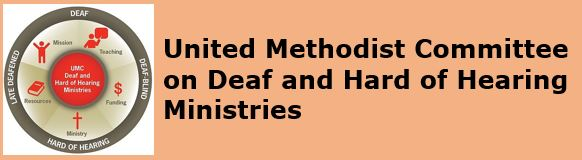 DEAF
LATE DEAFENED
DEAF-BLIND
HARD OF HEARING
Mission
Teaching
UMC
Deaf and
Hard of Hearing
Ministries
Resources
$
Funding
Ministry
United Methodist Committee
on Deaf and Hard of Hearing
Ministries